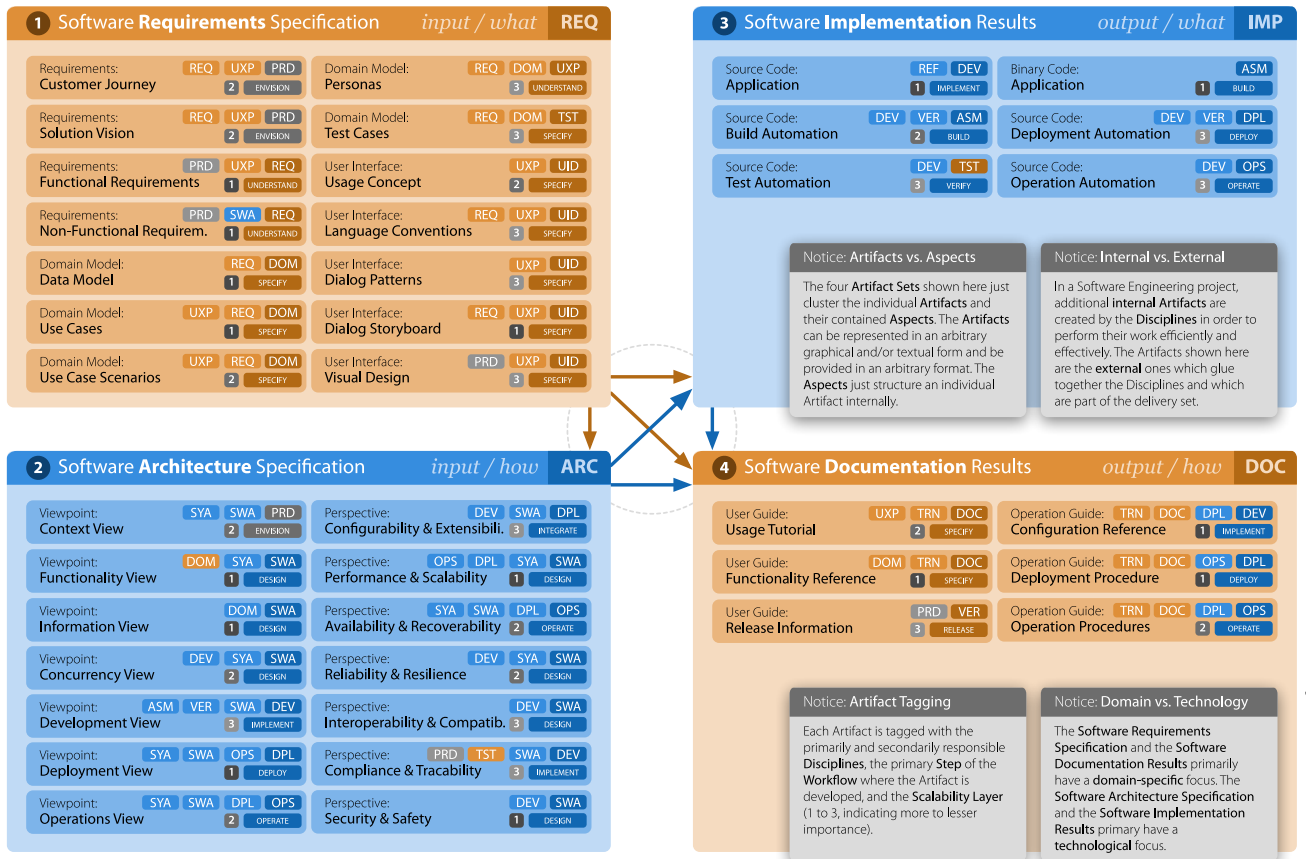 1 Software Requirements Specification input / what REQ
Requirements: REQ UXP PRD
Customer Journey 2 ENVISION
Requirements: REQ UXP PRD
Solution Vision 2 ENVISION
Requirements: PRD UXP REQ
Functional Requirements 1 UNDERSTAND
Requirements: PRD SWA REQ
Non-Functional Requirem. 1 UNDERSTAND
Domain Model: REQ DOM
Data Model 1 SPECIFY
Domain Model: UXP REQ DOM
Use Cases 1 SPECIFY
Domain Model: UXP REQ DOM
Use Case Scenarios 2 SPECIFY
Domain Model: REQ DOM UXP
Personas 3 UNDERSTAND
Domain Model: REQ DOM TST
Test Cases 3 SPECIFY
User Interface: UXP UID
Usage Concept 2 SPECIFY
User Interface: REQ UXP UID
Language Conventions 3 SPECIFY
User Interface: UXP UID
Dialog Patterns 3 SPECIFY
User Interface: REQ UXP UID
Dialog Storyboard 1 SPECIFY
User Interface: PRD UXP UID
Visual Design 3 SPECIFY
3 Software Implementation Results output / what IMP
Source Code: REF DEV
Application 1 IMPLEMENT
Source Code: DEV VER ASM
Build Automation 2 BUILD
Source Code: DEV TST
Test Automation 3 VERIFY
Binary Code: ASM
Application 1 BUILD
Source Code: DEV VER DPL
Deployment Automation 3 DEPLOY
Source Code: DEV OPS
Operation Automation 3 OPERATE
Notice: Artifacts vs. Aspects
The four Artifact Sets shown here just
cluster the individual Artifacts and
their contained Aspects. The Artifacts
can be represented in an arbitrary
graphical and/or textual form and be
provided in an arbitrary format. The
Aspects just structure an individual
Artifact internally.
Notice: Internal vs. External
In a Software Engineering project,
additional internal Artifacts are
created by the Disciplines in order to
perform their work efficiently and
effectively. The Artifacts shown here
are the external ones which glue
together the Disciplines and which
are part of the delivery set.
2 Software Architecture Specification input / how ARC
Viewpoint: SYA SWA PRD
Context View 2 ENVISION
Viewpoint: DOM SYA SWA
Functionality View 1 DESIGN
Viewpoint: DOM SWA
Information View 1 DESIGN
Viewpoint: DEV SYA SWA
Concurrency View 2 DESIGN
Viewpoint: ASM VER SWA DEV
Development View 3 IMPLEMENT
Viewpoint: SYA SWA OPS DPL
Deployment View 1 DEPLOY
Viewpoint: SYA SWA DPL OPS
Operations View 2 OPERATE
Perspective: DEV SWA DPL
Configurability & Extensibili. 3 INTEGRATE
Perspective: OPS DPL SYA SWA
Performance & Scalability 1 DESIGN
Perspective: SYA SWA DPL OPS
Availability & Recoverability 2 OPERATE
Perspective: DEV SYA SWA
Reliability & Resilience 2 DESIGN
Perspective: DEV SWA
Interoperability & Compatib. 3 DESIGN
Perspective: PRD TST SWA DEV
Compliance & Tracability 3 IMPLEMENT
Perspective: DEV SWA
Security & Safety 1 DESIGN
4 Software Documentation Results output / how DOC
User Guide: UXP TRN DOC
Usage Tutorial 2 SPECIFY
User Guide: DOM TRN DOC
Functionality Reference 1 SPECIFY
User Guide: PRD VER
Release Information 3 RELEASE
Operation Guide: TRN DOC DPL DEV
Configuration Reference 1 IMPLEMENT
Operation Guide: TRN DOC OPS DPL
Deployment Procedure 1 DEPLOY
Operation Guide: TRN DOC DPL OPS
Operation Procedures 2 OPERATE
Notice: Artifact Tagging
Each Artifact is tagged with the
primarily and secondarily responsible
Disciplines, the primary Step of the
Workflow where the Artifact is
developed, and the Scalability Layer
(1 to 3, indicating more to lesser
importance).
Notice: Domain vs. Technology
The Software Requirements
Specification and the Software
Documentation Results primarily
have a domain-specific focus. The
Software Architecture Specification
and the Software Implementation
Results primary have a
technological focus.